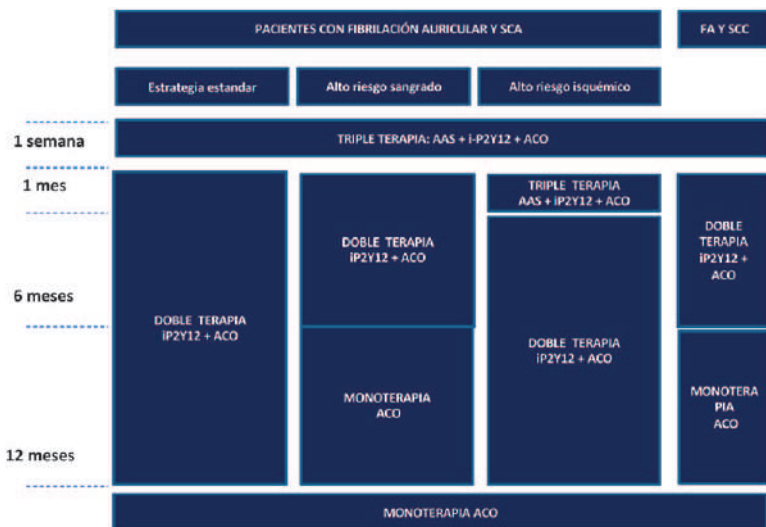 PACIENTES CON FIBRILACIÓN AURICULAR Y SCA
FA Y SCC
Estrategia estandar
Alto riesgo sangrado
Alto riesgo isquémico
1 semana
TRIPLE TERAPIA: AAS + i-P2Y12 + ACO
1 mes
TRIPLE TERAPIA
AAS + iP2Y12 + ACO
DOBLE TERAPIA
iP2Y12 + ACO
DOBLE
TERAPIA
iP2Y12 +
ACO
6 meses
DOBLE TERAPIA
iP2Y12 + ACO
DOBLE TERAPIA
iP2Y12 + ACO
MONOTERAPIA
ACO
MONOTERA
PIA
ACO
12 meses
MONOTERAPIA ACO